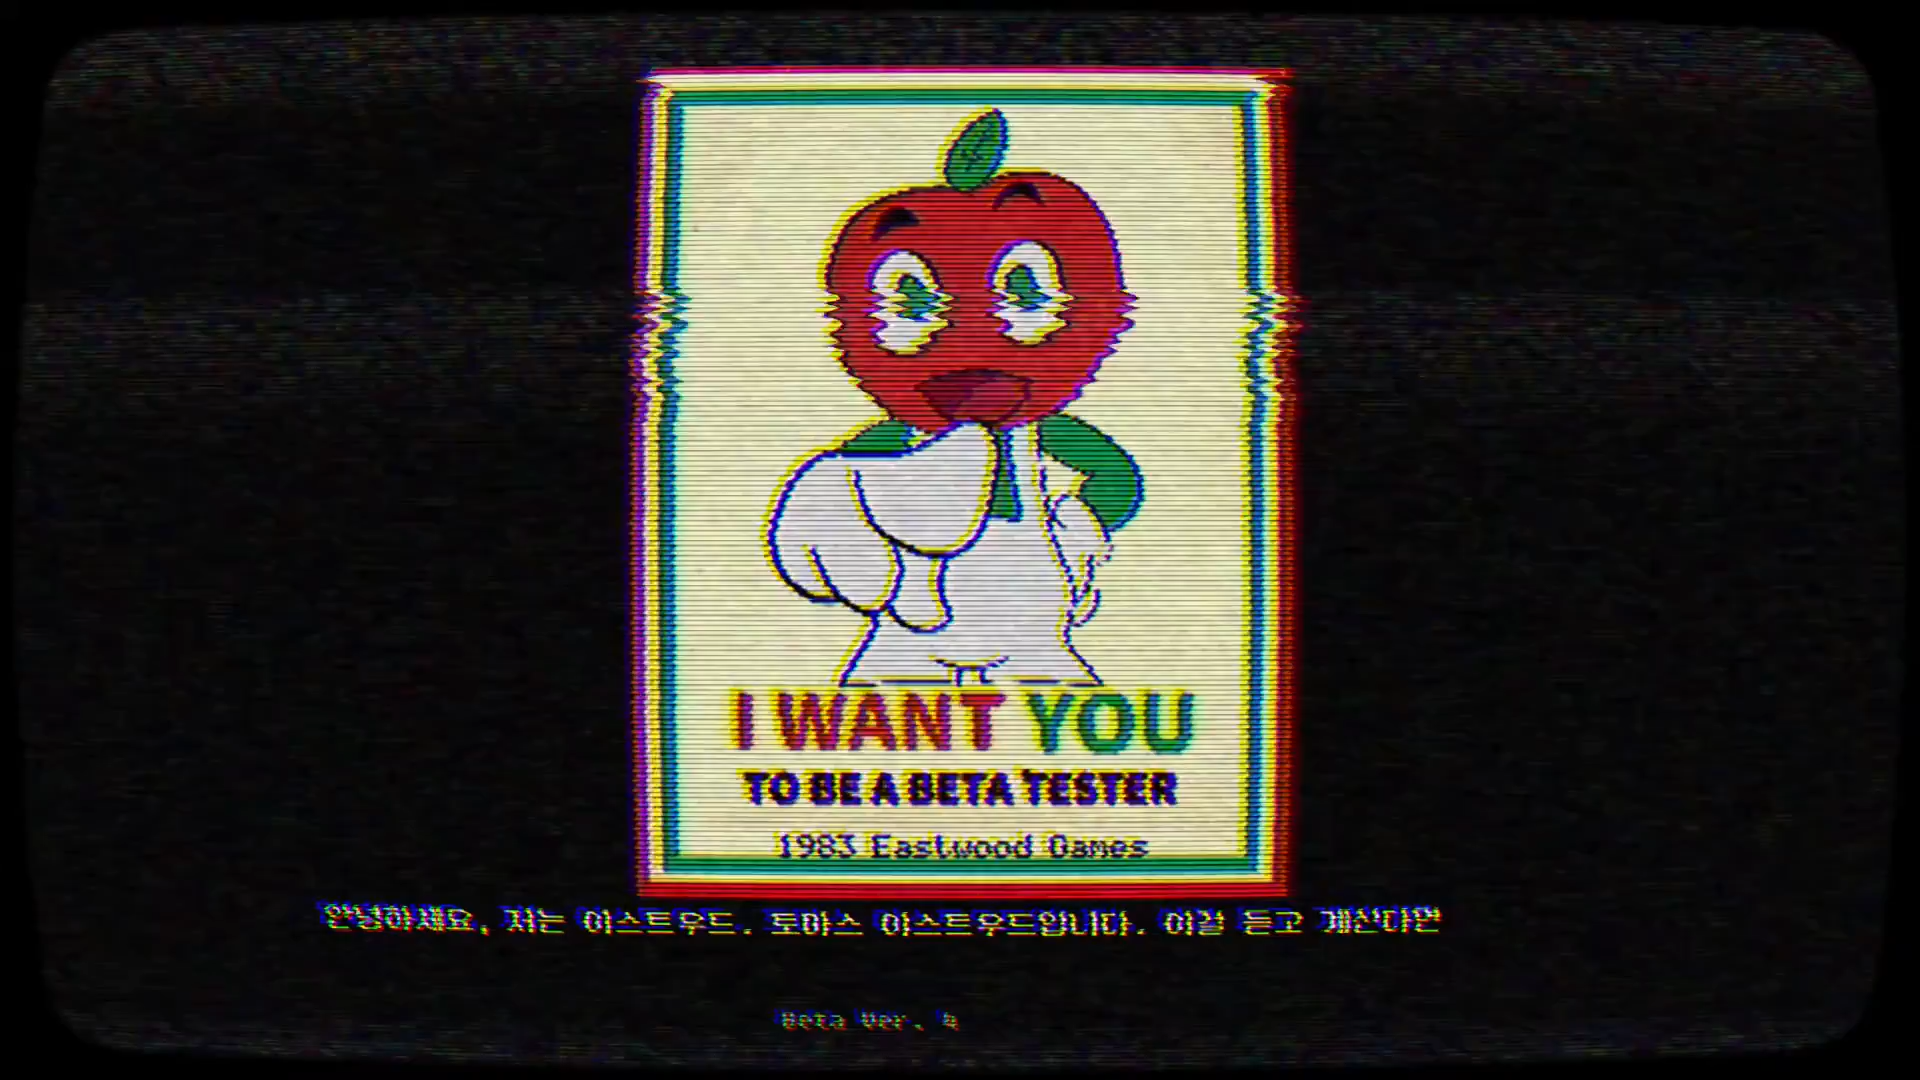 I WANT YOU
TO BE A BETA TESTER
1983 Eastwood Games
안녕하세요, 저는 이스트우드. 토마스 이스트우드입니다. 이걸 듣고 계신다면
Beta Ver. 4